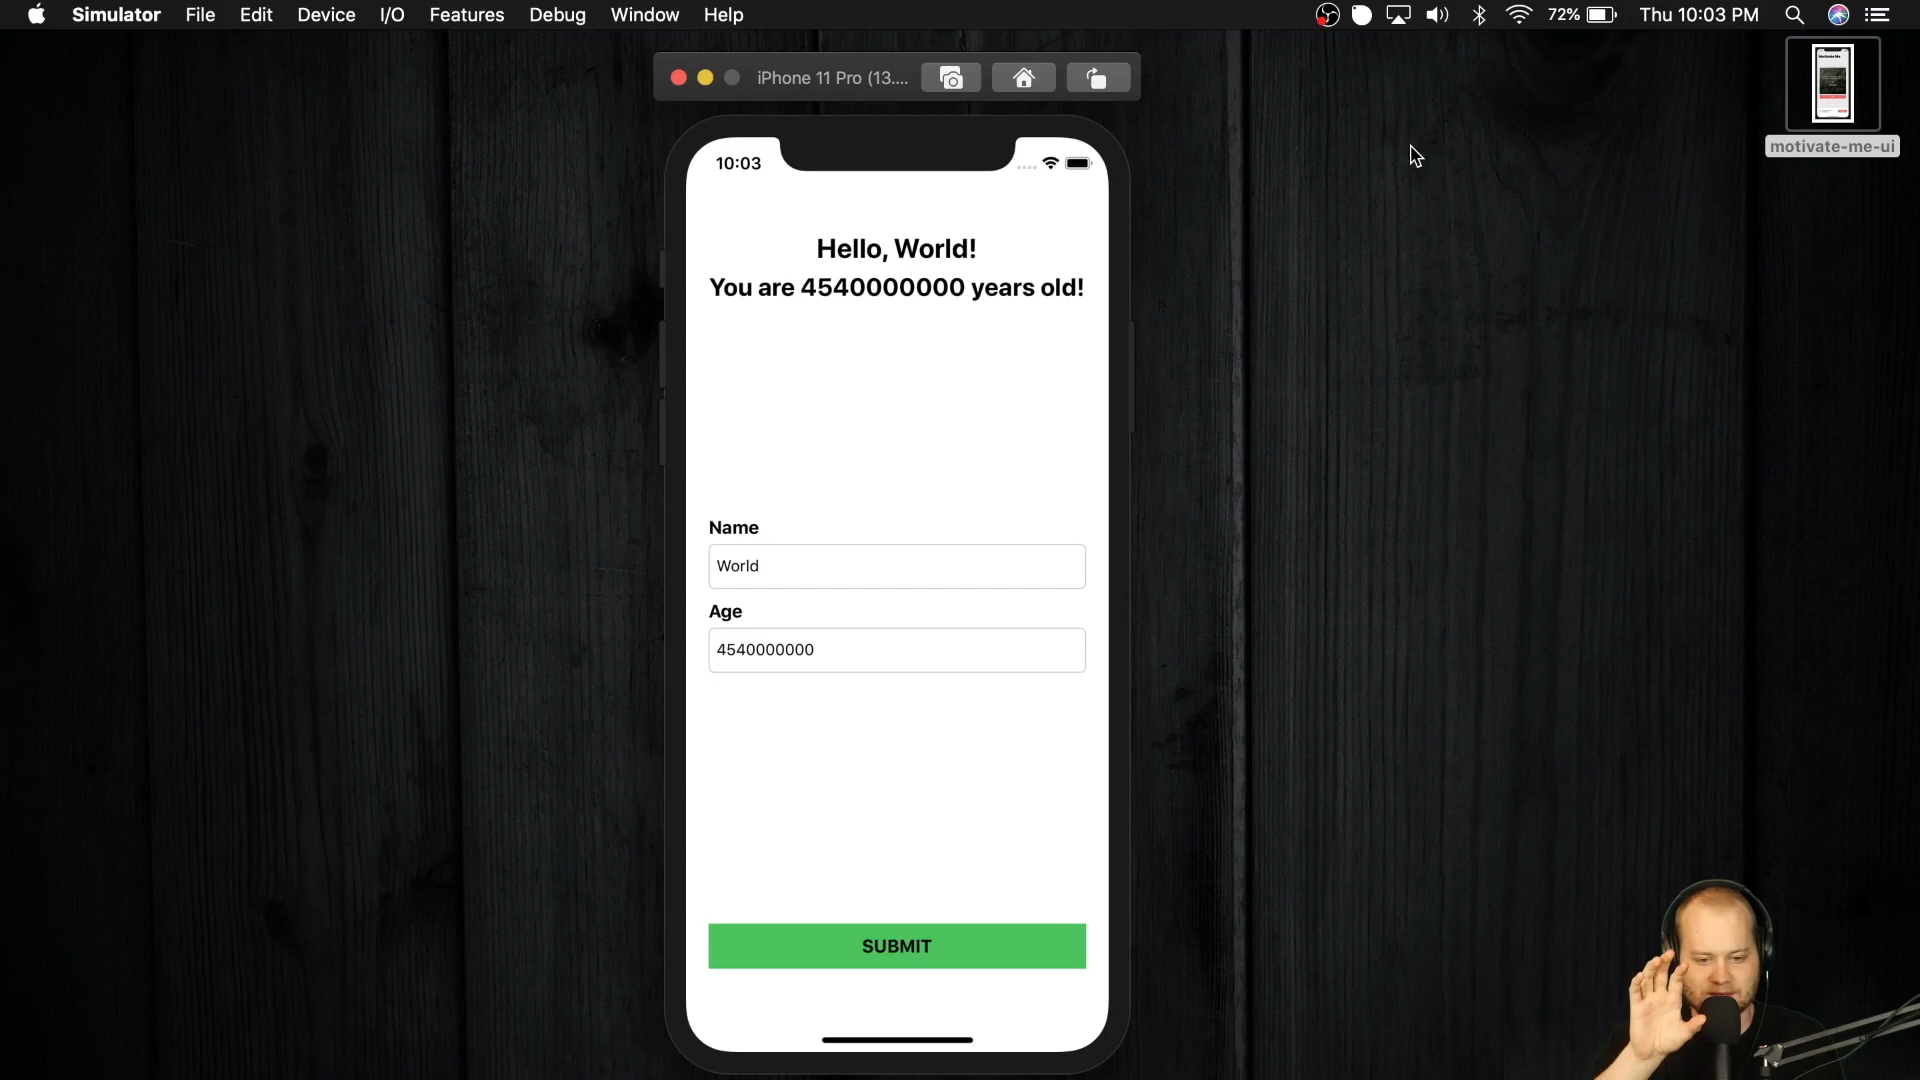 Simulator File Edit Device I/O Features Debug Window Help 72% Thu 10:03 PM
iPhone 11 Pro (13....
motivate-me-ui
10:03
Hello, World!
You are 4540000000 years old!
Name
World
Age
4540000000
SUBMIT